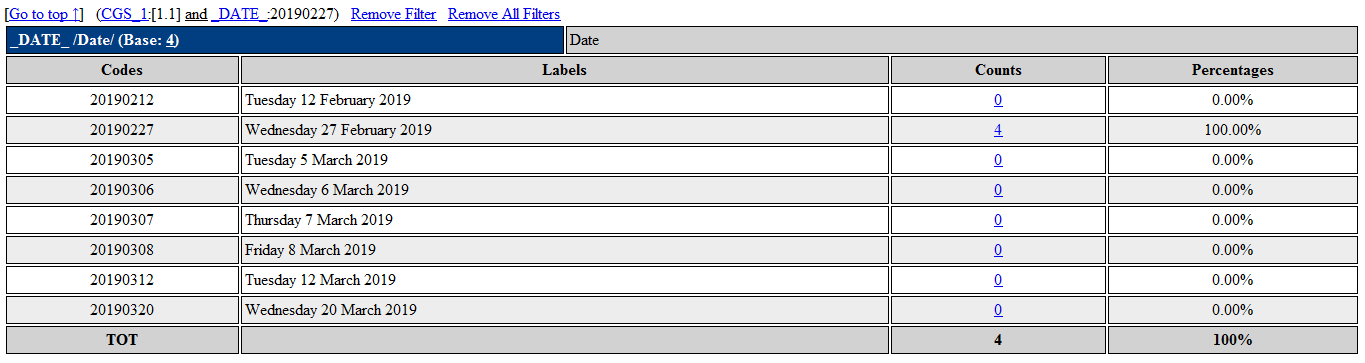 [Go to top ↑] (CGS_1:[1.1] and _DATE_:20190227) Remove Filter Remove All Filters
_DATE_ /Date/ (Base: 4) Date
Codes Labels Counts Percentages
20190212 Tuesday 12 February 2019 0 0.00%
20190227 Wednesday 27 February 2019 4 100.00%
20190305 Tuesday 5 March 2019 0 0.00%
20190306 Wednesday 6 March 2019 0 0.00%
20190307 Thursday 7 March 2019 0 0.00%
20190308 Friday 8 March 2019 0 0.00%
20190312 Tuesday 12 March 2019 0 0.00%
20190320 Wednesday 20 March 2019 0 0.00%
TOT 4 100%